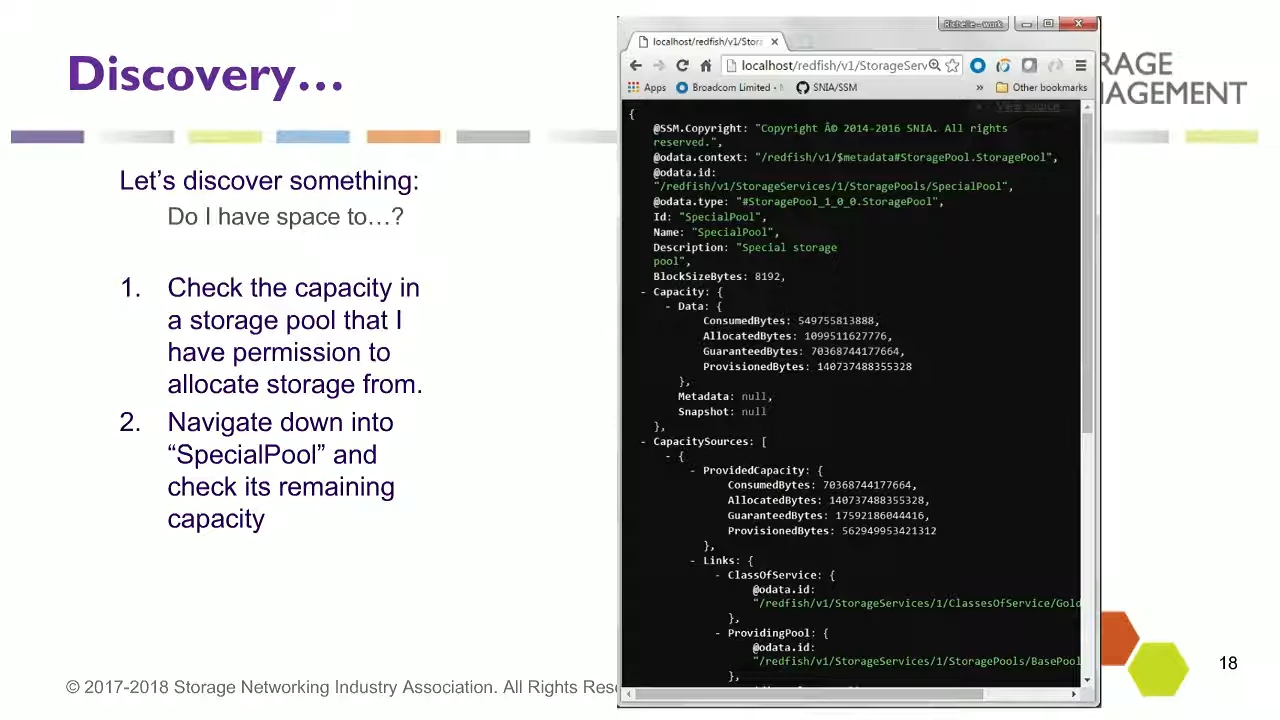 Discovery…
Let’s discover something:
Do I have space to…?
1. Check the capacity in
a storage pool that I
have permission to
allocate storage from.
2. Navigate down into
“SpecialPool” and
check its remaining
capacity
© 2017-2018 Storage Networking Industry Association. All Rights Rese
Richelle - work
localhost/redfish/v1/Stor
localhost/redfish/v1/StorageServ
Apps
Broadcom Limited -
SNIA/SSM
»
Other bookmarks
View source
{
@SSM.Copyright: "Copyright Â© 2014-2016 SNIA. All rights
reserved.",
@odata.context: "/redfish/v1/$metadata#StoragePool.StoragePool",
@odata.id:
"/redfish/v1/StorageServices/1/StoragePools/SpecialPool",
@odata.type: "#StoragePool_1_0_0.StoragePool",
Id: "SpecialPool",
Name: "SpecialPool",
Description: "Special storage
pool",
BlockSizeBytes: 8192,
- Capacity: {
- Data: {
ConsumedBytes: 549755813888,
AllocatedBytes: 1099511627776,
GuaranteedBytes: 70368744177664,
ProvisionedBytes: 140737488355328
},
Metadata: null,
Snapshot: null
},
- CapacitySources: [
- {
- ProvidedCapacity: {
ConsumedBytes: 70368744177664,
AllocatedBytes: 140737488355328,
GuaranteedBytes: 17592186044416,
ProvisionedBytes: 562949953421312
},
- Links: {
- ClassOfService: {
@odata.id:
"/redfish/v1/StorageServices/1/ClassesOfService/Gold
},
- ProvidingPool: {
@odata.id:
"/redfish/v1/StorageServices/1/StoragePools/BasePool
},
RAGE
NAGEMENT
18